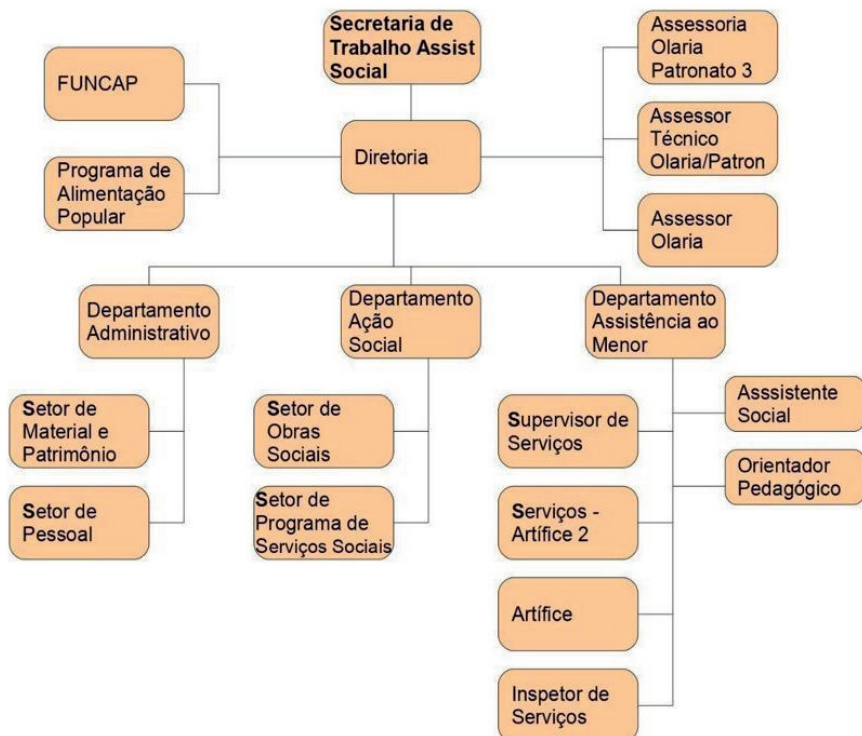 Secretaria de
Trabalho Assist
Social
FUNCAP
Assessoria
Olaria
Patronato 3
Diretoria
Assessor
Técnico
Olaria/Patron
Programa de
Alimentação
Popular
Assessor
Olaria
Departamento
Administrativo
Departamento
Ação
Social
Departamento
Assistência ao
Menor
Setor de
Material e
Patrimônio
Setor de
Obras
Sociais
Supervisor de
Serviços
Asssistente
Social
Orientador
Pedagógico
Setor de
Pessoal
Setor de
Programa de
Serviços Sociais
Serviços -
Artífice 2
Artífice
Inspetor de
Serviços